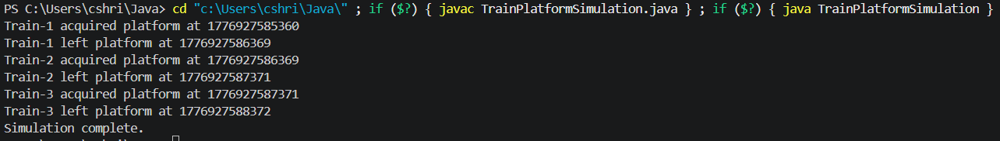 PS C:\Users\cshri\Java> cd "c:\Users\cshri\Java\" ; if ($?) { javac TrainPlatformSimulation.java } ; if ($?) { java TrainPlatformSimulation }
Train-1 acquired platform at 1776927585360
Train-1 left platform at 1776927586369
Train-2 acquired platform at 1776927586369
Train-2 left platform at 1776927587371
Train-3 acquired platform at 1776927587371
Train-3 left platform at 1776927588372
Simulation complete.